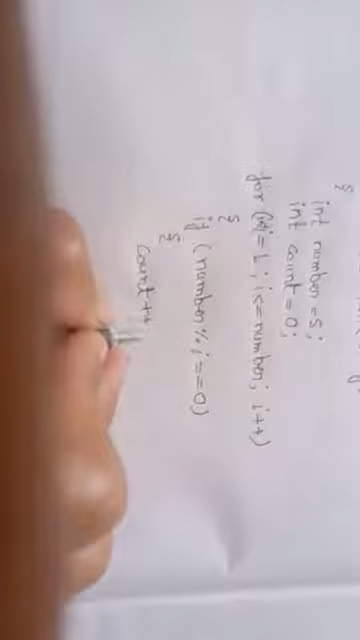 {
int number = 5;
int count = 0;
for (int i = 1; i <= number; i++)
{
if (number % i == 0)
{
count++